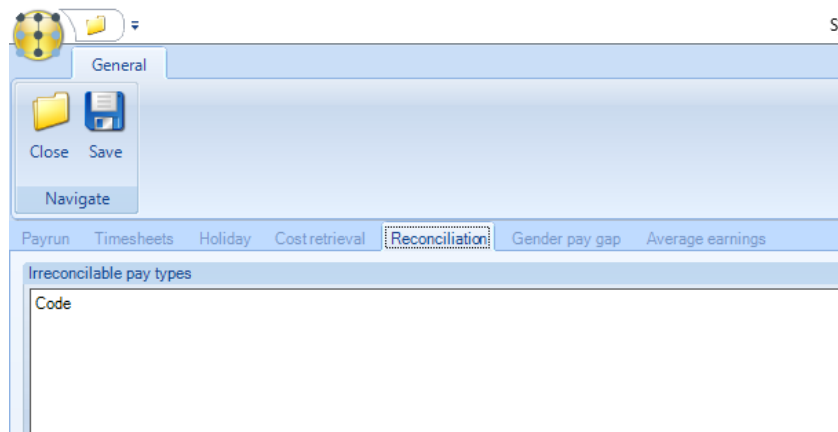 S
General
Close Save
Navigate
Payrun Timesheets Holiday Cost retrieval Reconciliation Gender pay gap Average earnings
Irreconcilable pay types
Code